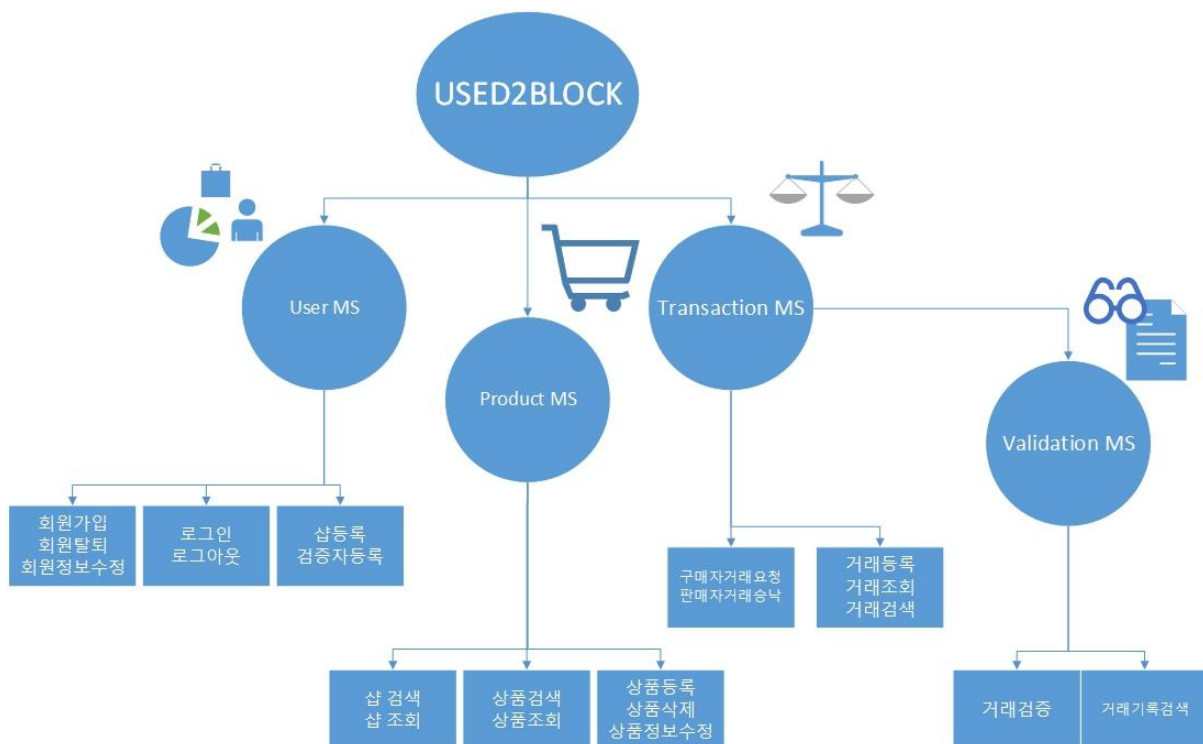 USED2BLOCK
User MS
Product MS
Transaction MS
Validation MS
회원가입
회원탈퇴
회원정보수정
로그인
로그아웃
샵등록
검증자등록
샵 검색
샵 조회
상품검색
상품조회
상품등록
상품삭제
상품정보수정
구매자거래요청
판매자거래승낙
거래등록
거래조회
거래검색
거래검증
거래기록검색